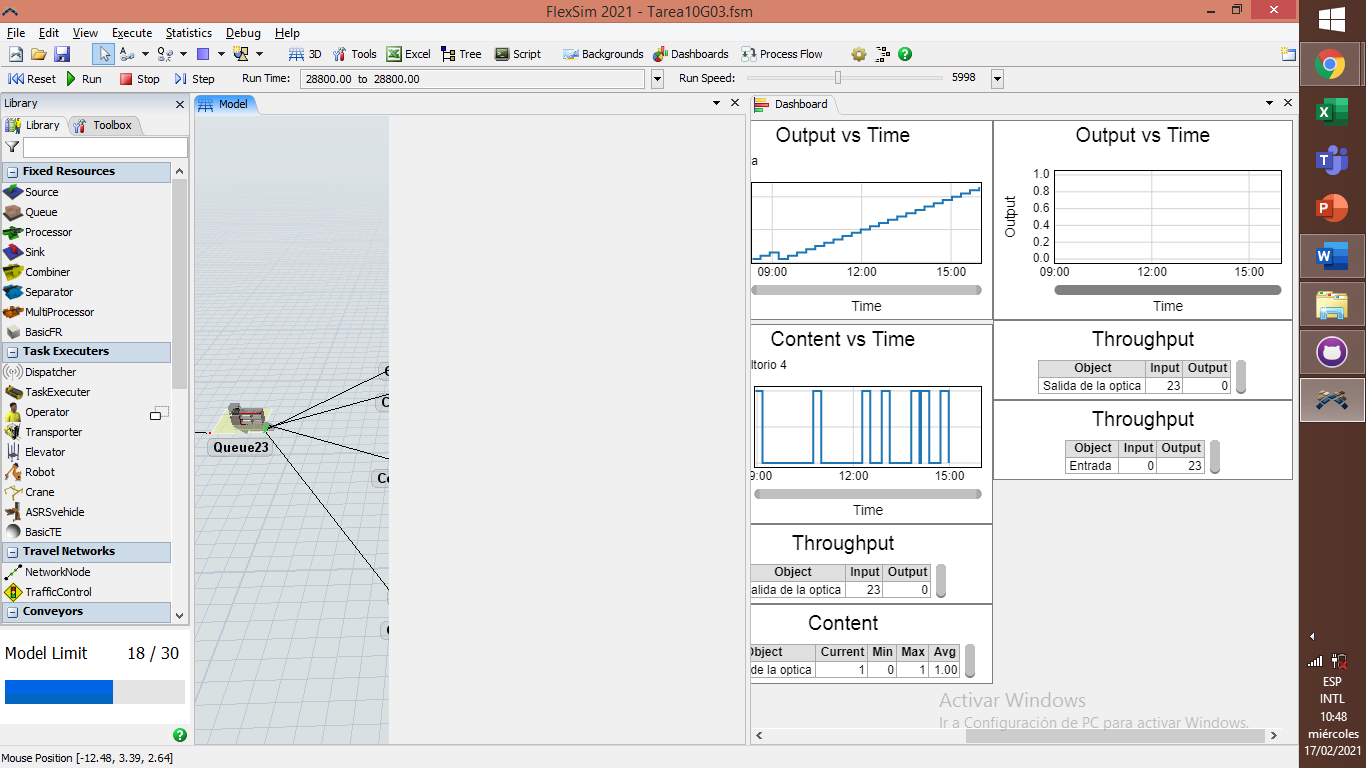 FlexSim 2021 - Tarea10G03.fsm
File Edit View Execute Statistics Debug Help
3D Tools Excel Tree Script Backgrounds Dashboards Process Flow
Reset Run Stop Step Run Time: 28800.00 to 28800.00 Run Speed: 5998
Library
Library Toolbox
Fixed Resources
Source
Queue
Processor
Sink
Combiner
Separator
MultiProcessor
BasicFR
Task Executers
Dispatcher
TaskExecuter
Operator
Transporter
Elevator
Robot
Crane
ASRSvehicle
BasicTE
Travel Networks
NetworkNode
TrafficControl
Conveyors
Model Limit 18 / 30
Mouse Position [-12.48, 3.39, 2.64]
Model
Queue23
C
Co
Dashboard
Output vs Time
a
09:00 12:00 15:00
Time
Content vs Time
ltorio 4
9:00 12:00 15:00
Time
Throughput
Object Input Output
alida de la optica 23 0
Content
Object Current Min Max Avg
de la optica 1 0 1 1.00
Output vs Time
Output
1.0
0.8
0.6
0.4
0.2
0.0
09:00 12:00 15:00
Time
Throughput
Object Input Output
Salida de la optica 23 0
Throughput
Object Input Output
Entrada 0 23
Activar Windows
Ir a Configuración de PC para activar Windows.
ESP
INTL
10:48
miércoles
17/02/2021